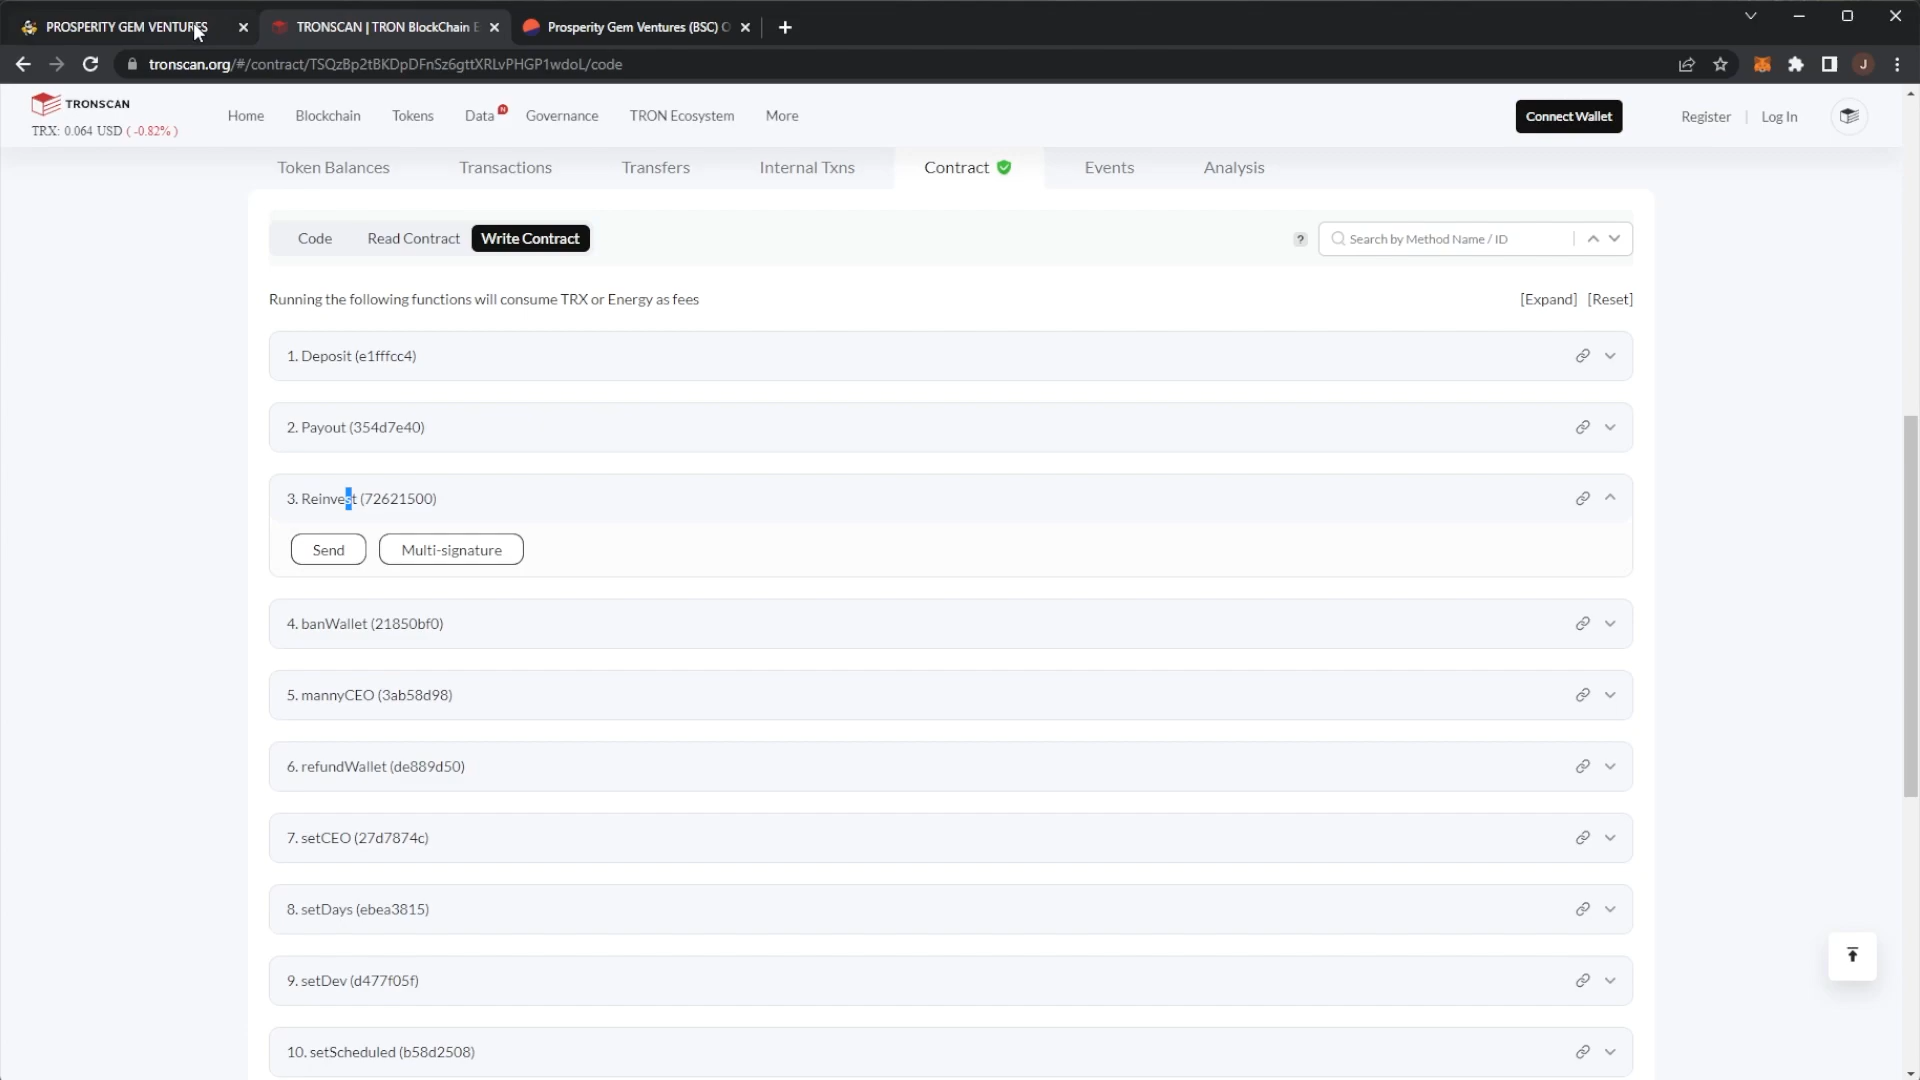 PROSPERITY GEM VENTURES
TRONSCAN | TRON BlockChain E
Prosperity Gem Ventures (BSC) O
tronscan.org/#/contract/TSQzBp2tBKDpDFnSz6gttXRLvPHGP1wdoL/code
J
TRONSCAN
TRX: 0.064 USD ( -0.82% )
Home
Blockchain
Tokens
Data
N
Governance
TRON Ecosystem
More
Connect Wallet
Register | Log In
Token Balances
Transactions
Transfers
Internal Txns
Contract
Events
Analysis
Code
Read Contract
Write Contract
?
Search by Method Name / ID
Running the following functions will consume TRX or Energy as fees
[Expand] [Reset]
1. Deposit (e1fffcc4)
2. Payout (354d7e40)
3. Reinvest (72621500)
Send
Multi-signature
4. banWallet (21850bf0)
5. mannyCEO (3ab58d98)
6. refundWallet (de889d50)
7. setCEO (27d7874c)
8. setDays (ebea3815)
9. setDev (d477f05f)
10. setScheduled (b58d2508)